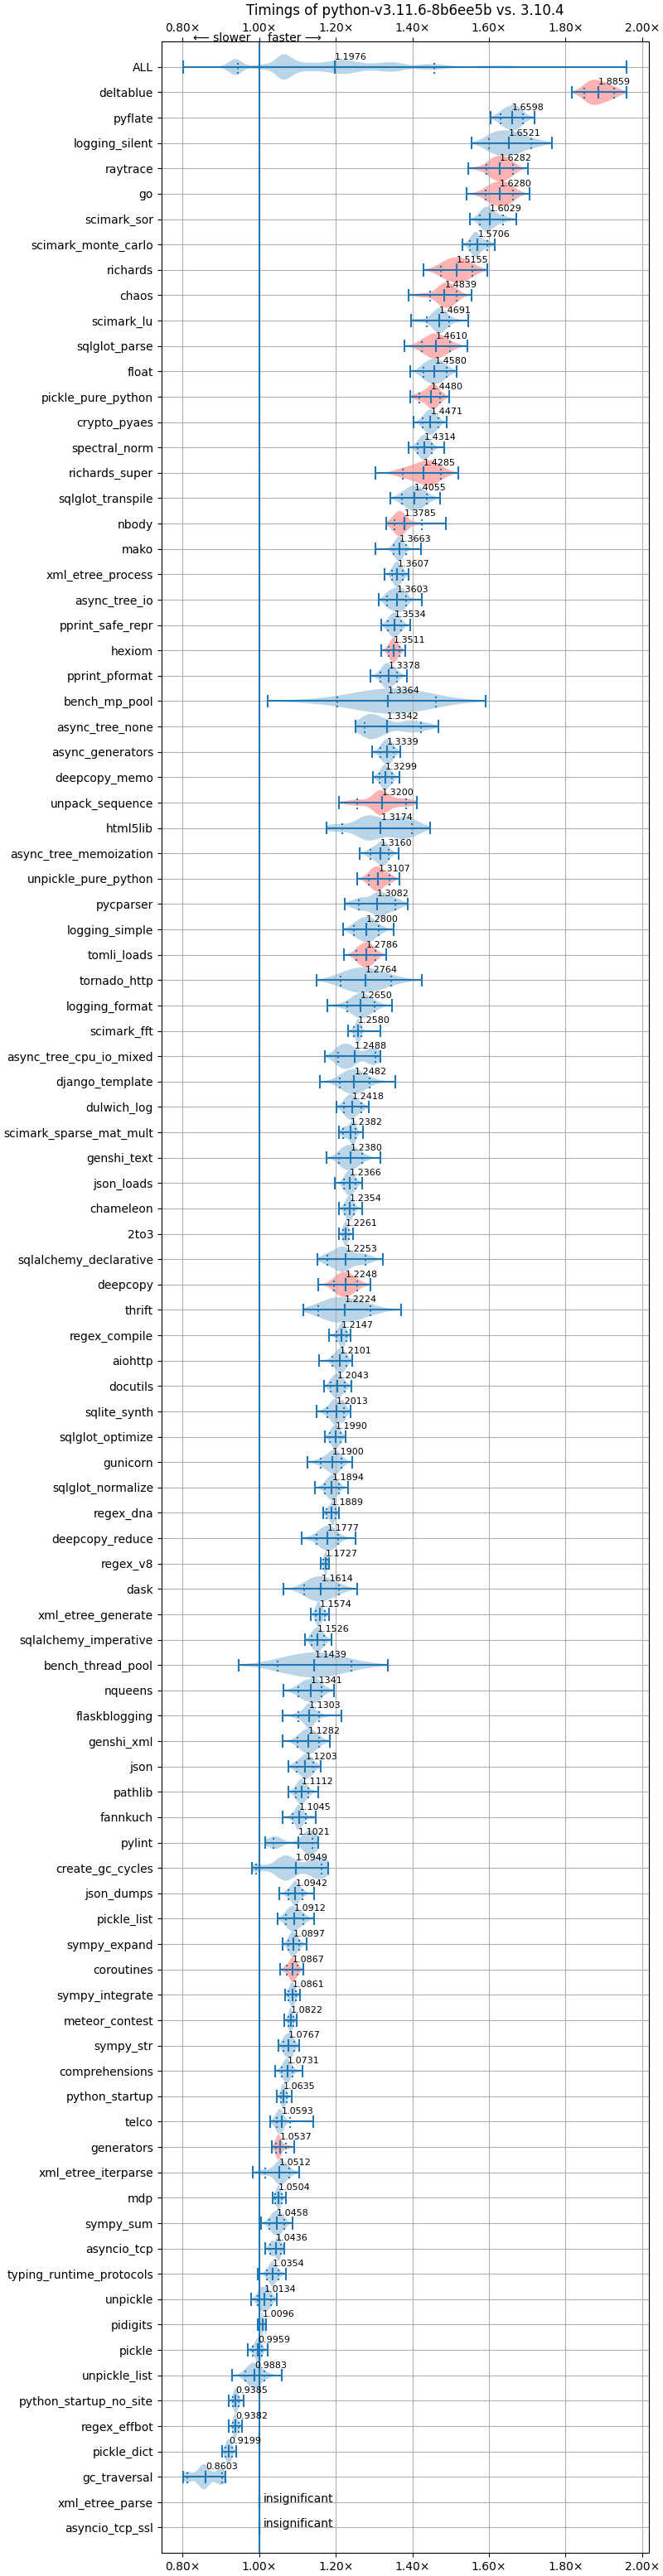 Timings of python-v3.11.6-8b6ee5b vs. 3.10.4
0.80× 1.00× 1.20× 1.40× 1.60× 1.80× 2.00×
⟵ slower faster ⟶
ALL 1.1976
deltablue 1.8859
pyflate 1.6598
logging_silent 1.6521
raytrace 1.6282
go 1.6280
scimark_sor 1.6029
scimark_monte_carlo 1.5706
richards 1.5155
chaos 1.4839
scimark_lu 1.4691
sqlglot_parse 1.4610
float 1.4580
pickle_pure_python 1.4480
crypto_pyaes 1.4471
spectral_norm 1.4314
richards_super 1.4285
sqlglot_transpile 1.4055
nbody 1.3785
mako 1.3663
xml_etree_process 1.3607
async_tree_io 1.3603
pprint_safe_repr 1.3534
hexiom 1.3511
pprint_pformat 1.3378
bench_mp_pool 1.3364
async_tree_none 1.3342
async_generators 1.3339
deepcopy_memo 1.3299
unpack_sequence 1.3200
html5lib 1.3174
async_tree_memoization 1.3160
unpickle_pure_python 1.3107
pycparser 1.3082
logging_simple 1.2800
tomli_loads 1.2786
tornado_http 1.2764
logging_format 1.2650
scimark_fft 1.2580
async_tree_cpu_io_mixed 1.2488
django_template 1.2482
dulwich_log 1.2418
scimark_sparse_mat_mult 1.2382
genshi_text 1.2380
json_loads 1.2366
chameleon 1.2354
2to3 1.2261
sqlalchemy_declarative 1.2253
deepcopy 1.2248
thrift 1.2224
regex_compile 1.2147
aiohttp 1.2101
docutils 1.2043
sqlite_synth 1.2013
sqlglot_optimize 1.1990
gunicorn 1.1900
sqlglot_normalize 1.1894
regex_dna 1.1889
deepcopy_reduce 1.1777
regex_v8 1.1727
dask 1.1614
xml_etree_generate 1.1574
sqlalchemy_imperative 1.1526
bench_thread_pool 1.1439
nqueens 1.1341
flaskblogging 1.1303
genshi_xml 1.1282
json 1.1203
pathlib 1.1112
fannkuch 1.1045
pylint 1.1021
create_gc_cycles 1.0949
json_dumps 1.0942
pickle_list 1.0912
sympy_expand 1.0897
coroutines 1.0867
sympy_integrate 1.0861
meteor_contest 1.0822
sympy_str 1.0767
comprehensions 1.0731
python_startup 1.0635
telco 1.0593
generators 1.0537
xml_etree_iterparse 1.0512
mdp 1.0504
sympy_sum 1.0458
asyncio_tcp 1.0436
typing_runtime_protocols 1.0354
unpickle 1.0134
pidigits 1.0096
pickle 0.9959
unpickle_list 0.9883
python_startup_no_site 0.9385
regex_effbot 0.9382
pickle_dict 0.9199
gc_traversal 0.8603
xml_etree_parse insignificant
asyncio_tcp_ssl insignificant
0.80× 1.00× 1.20× 1.40× 1.60× 1.80× 2.00×